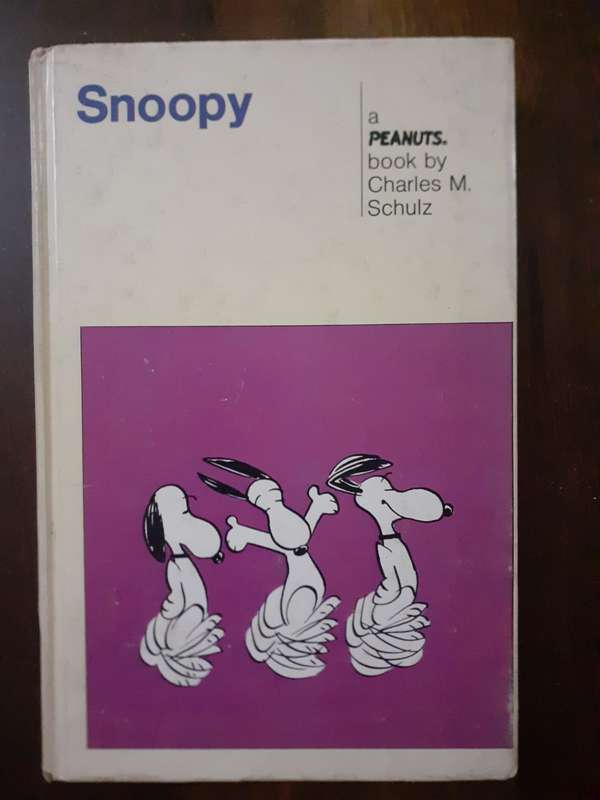 Snoopy
a
PEANUTS®
book by
Charles M.
Schulz